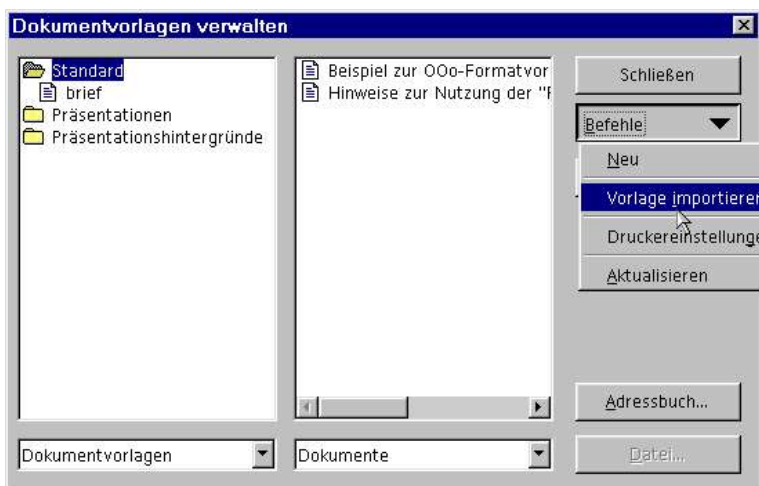 Dokumentvorlagen verwalten
Standard
brief
Präsentationen
Präsentationshintergründe
Beispiel zur OOo-Formatvor
Hinweise zur Nutzung der "F
Schließen
Befehle
Neu
Vorlage importieren
Druckereinstellunge
Aktualisieren
Adressbuch...
Dokumentvorlagen
Dokumente
Datei...